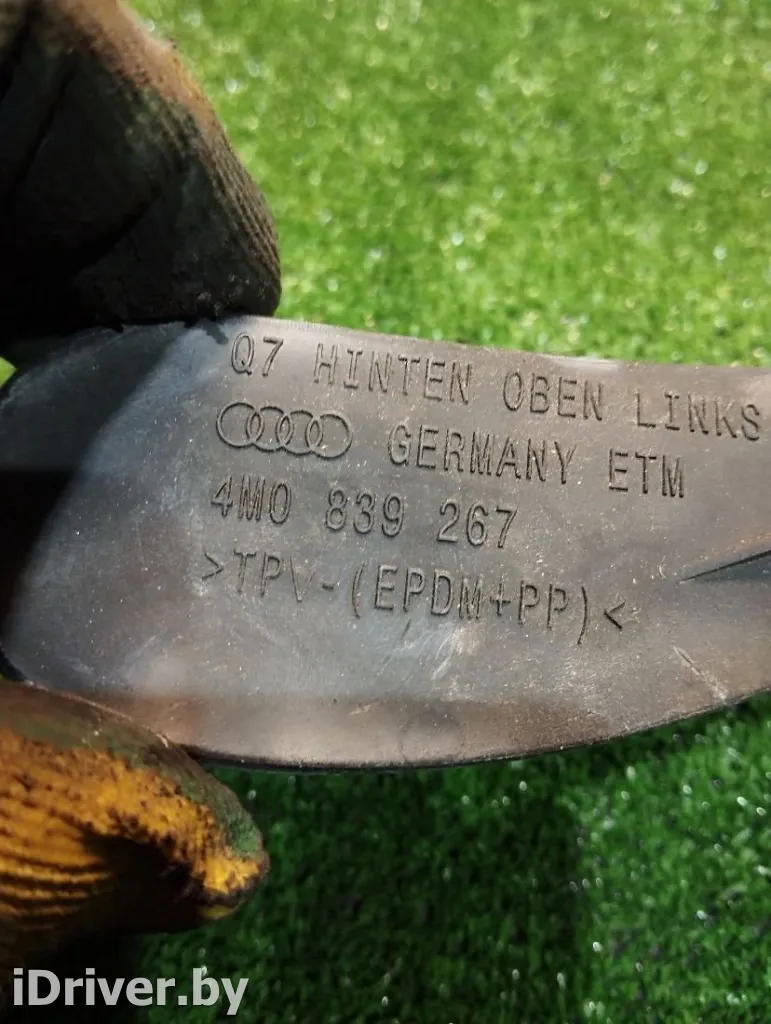 Q7 HINTEN OBEN LINKS
GERMANY ETM
4M0 839 267
>TPV-(EPDM+PP)<
iDriver.by